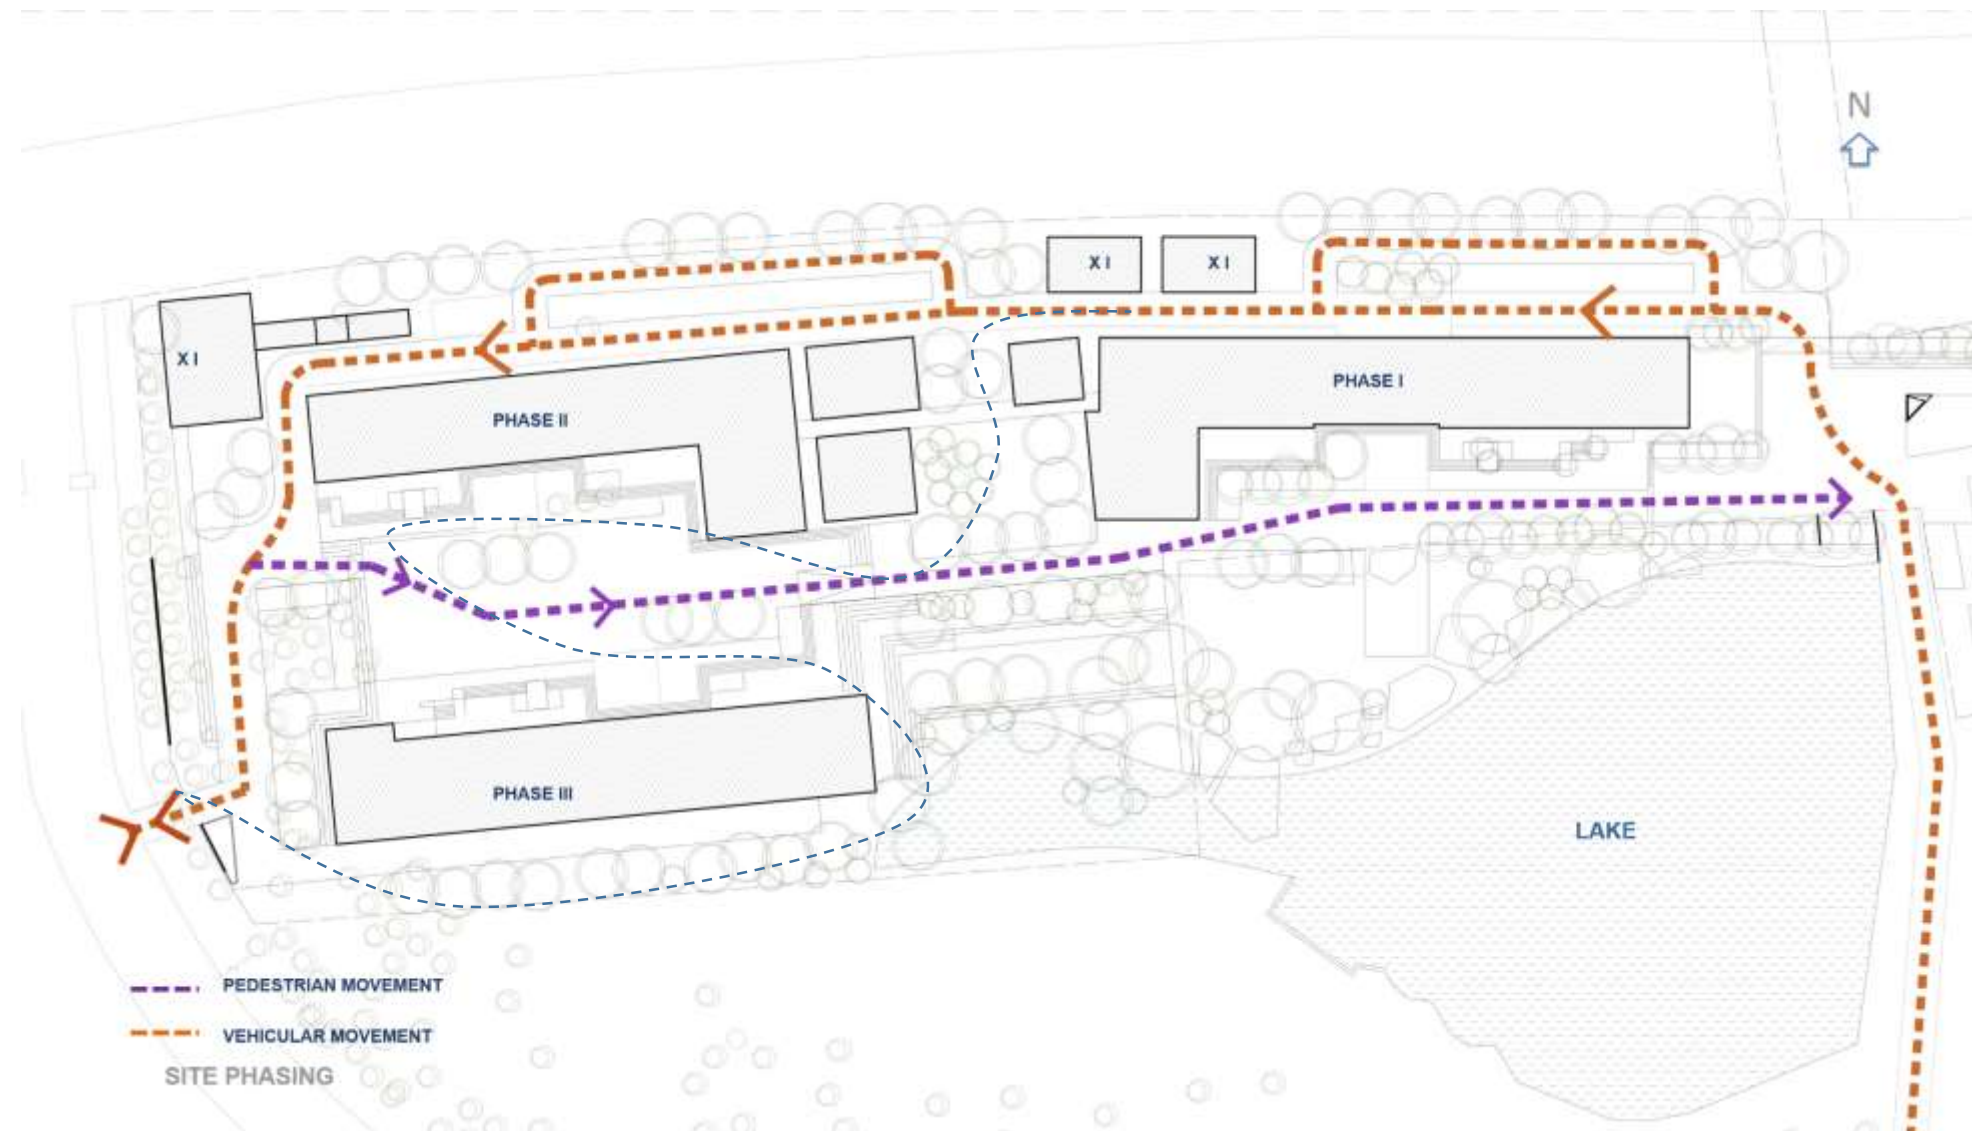 N
X I
X I
X I
PHASE I
PHASE II
PHASE III
LAKE
PEDESTRIAN MOVEMENT
VEHICULAR MOVEMENT
SITE PHASING